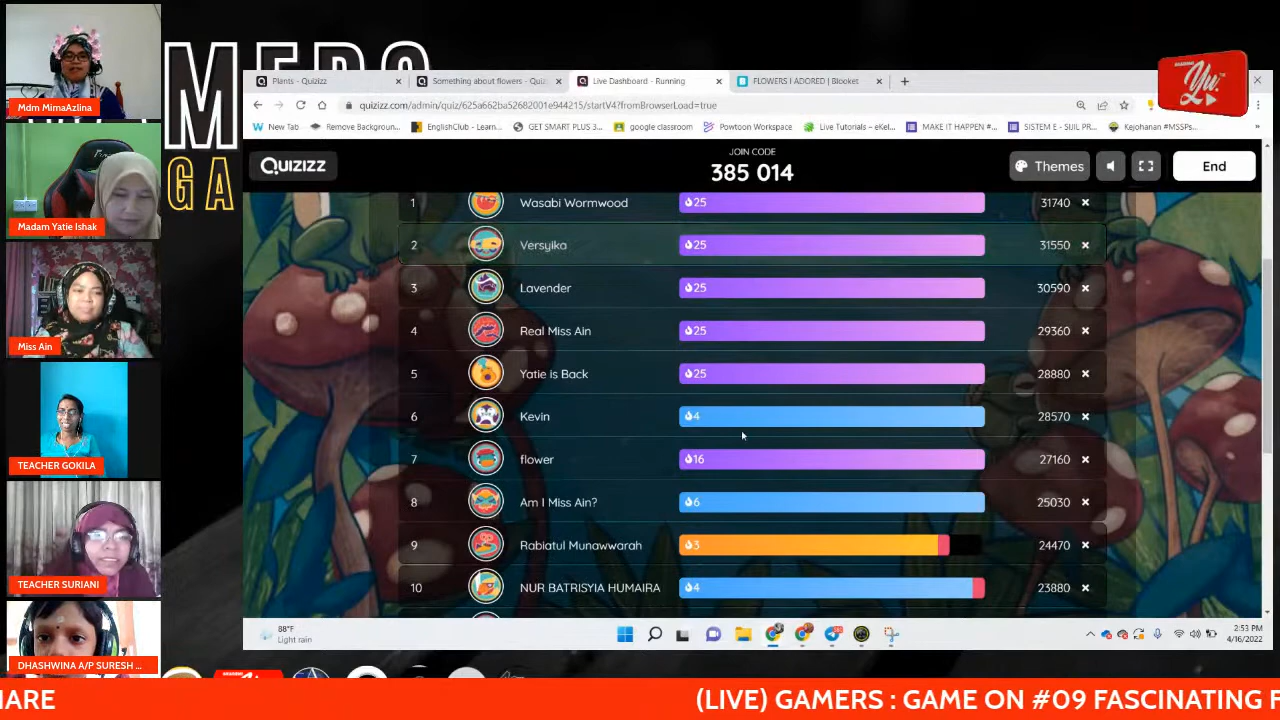 Mdm MimaAzlina
Madam Yatie Ishak
Miss Ain
TEACHER GOKILA
TEACHER SURIANI
DHASHWINA A/P SURESH ...
GA
Plants - Quizizz
Something about flowers - Quiz
Live Dashboard - Running
FLOWERS I ADORED | Blooket
quizizz.com/admin/quiz/625a662ba52682001e944215/startV4?fromBrowserLoad=true
New Tab
Remove Backgroun...
EnglishClub - Learn...
GET SMART PLUS 3...
google classroom
Powtoon Workspace
Live Tutorials – eKel...
MAKE IT HAPPEN #...
SISTEM E - SIJIL PR...
Kejohanan #MSSPs...
QUIZIZZ
JOIN CODE
385 014
Themes
End
1 Wasabi Wormwood 25 31740
2 Versyika 25 31550
3 Lavender 25 30590
4 Real Miss Ain 25 29360
5 Yatie is Back 25 28880
6 Kevin 4 28570
7 flower 16 27160
8 Am I Miss Ain? 6 25030
9 Rabiatul Munawwarah 3 24470
10 NUR BATRISYIA HUMAIRA 4 23880
88°F
Light rain
2:53 PM
4/16/2022
HARE
(LIVE) GAMERS : GAME ON #09 FASCINATING F